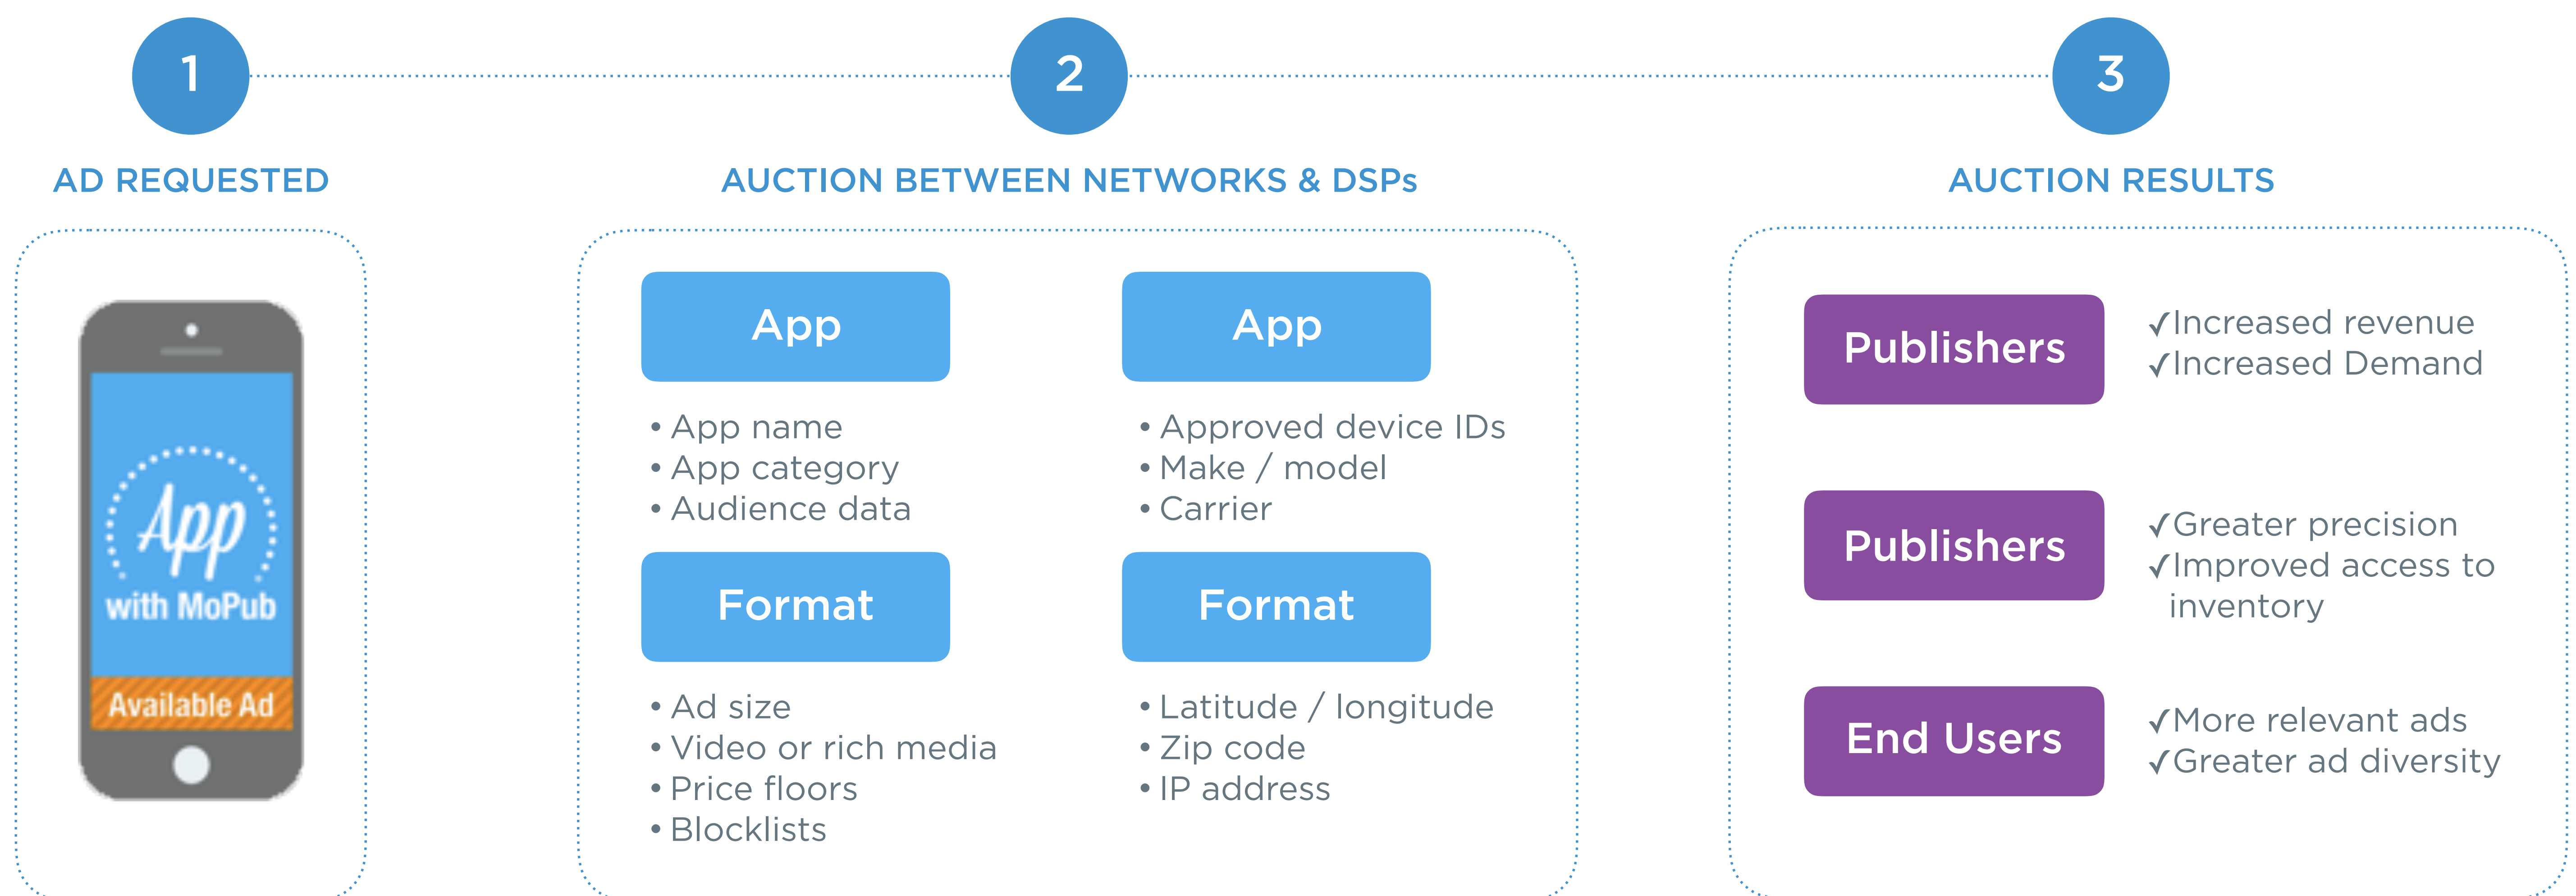 1
2
3
AD REQUESTED
AUCTION BETWEEN NETWORKS & DSPs
AUCTION RESULTS
App
with MoPub
Available Ad
App
• App name
• App category
• Audience data
App
• Approved device IDs
• Make / model
• Carrier
Format
• Ad size
• Video or rich media
• Price floors
• Blocklists
Format
• Latitude / longitude
• Zip code
• IP address
Publishers
✓Increased revenue
✓Increased Demand
Publishers
✓Greater precision
✓Improved access to
inventory
End Users
✓More relevant ads
✓Greater ad diversity